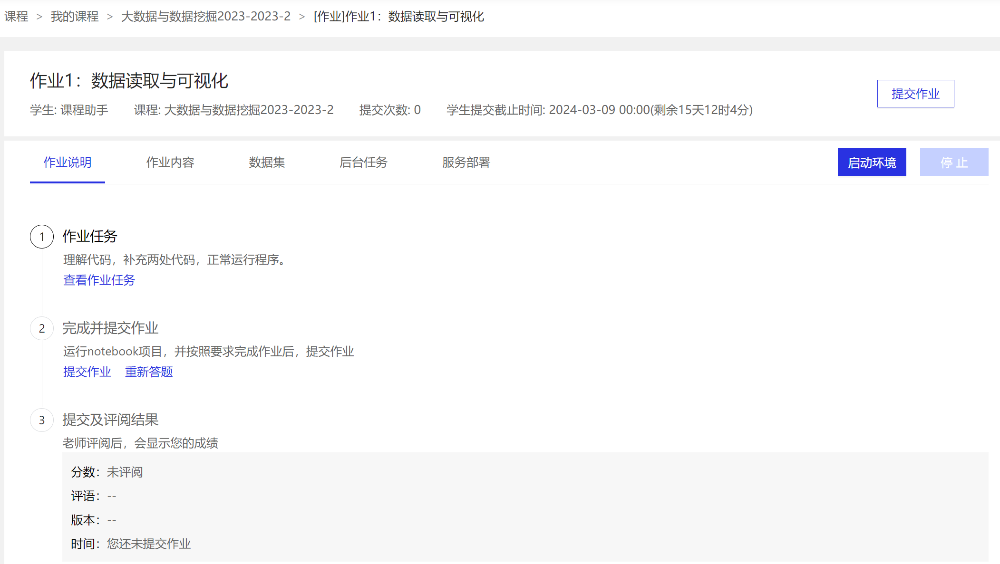 课程 > 我的课程 > 大数据与数据挖掘2023-2023-2 > [作业]作业1：数据读取与可视化
作业1：数据读取与可视化
学生: 课程助手 课程: 大数据与数据挖掘2023-2023-2 提交次数: 0 学生提交截止时间: 2024-03-09 00:00(剩余15天12时4分)
提交作业
作业说明 作业内容 数据集 后台任务 服务部署 启动环境 停 止
1 作业任务
理解代码，补充两处代码，正常运行程序。
查看作业任务
2 完成并提交作业
运行notebook项目，并按照要求完成作业后，提交作业
提交作业 重新答题
3 提交及评阅结果
老师评阅后，会显示您的成绩
分数：未评阅
评语：--
版本：--
时间：您还未提交作业